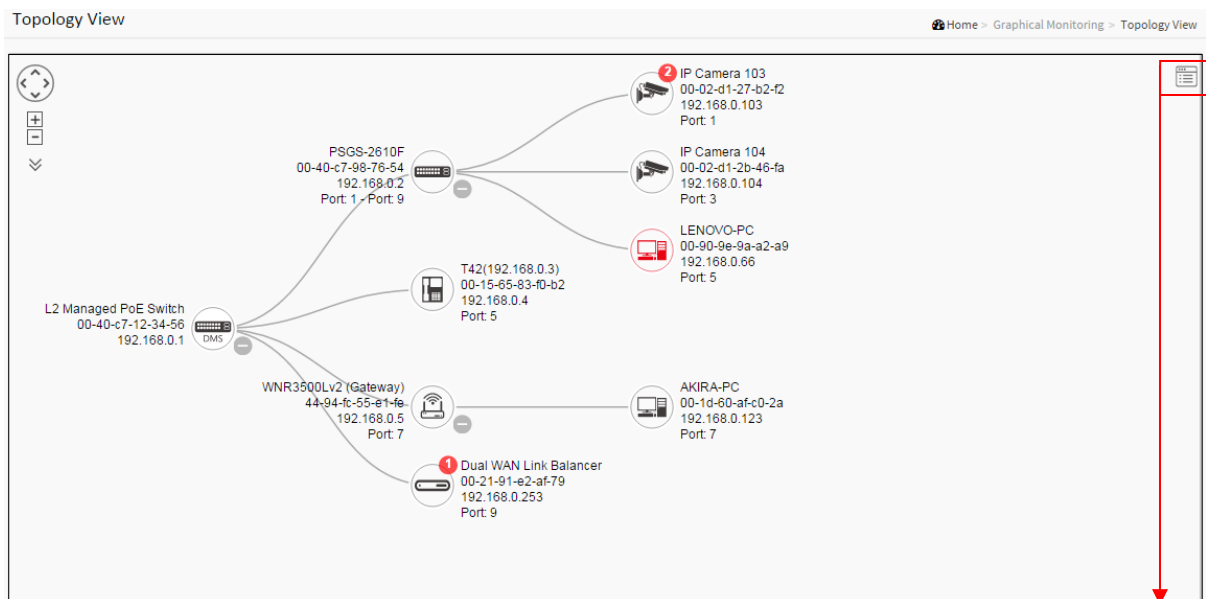 Topology View
Home > Graphical Monitoring > Topology View
2
IP Camera 103
00-02-d1-27-b2-f2
192.168.0.103
Port: 1
PSGS-2610F
00-40-c7-98-76-54
192.168.0.2
Port: 1 - Port: 9
IP Camera 104
00-02-d1-2b-46-fa
192.168.0.104
Port: 3
LENOVO-PC
00-90-9e-9a-a2-a9
192.168.0.66
Port: 5
T42(192.168.0.3)
00-15-65-83-f0-b2
192.168.0.4
Port: 5
L2 Managed PoE Switch
00-40-c7-12-34-56
192.168.0.1
DMS
WNR3500Lv2 (Gateway)
44-94-fc-55-e1-fe
192.168.0.5
Port: 7
AKIRA-PC
00-1d-60-af-c0-2a
192.168.0.123
Port: 7
1
Dual WAN Link Balancer
00-21-91-e2-af-79
192.168.0.253
Port: 9